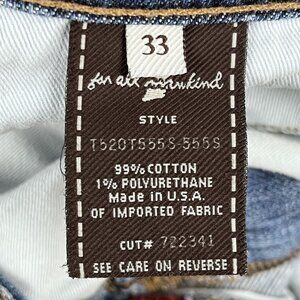 33
for all mankind
STYLE
T520T555S-555S
99% COTTON
1% POLYURETHANE
Made in U.S.A.
OF IMPORTED FABRIC
CUT# 722341
SEE CARE ON REVERSE